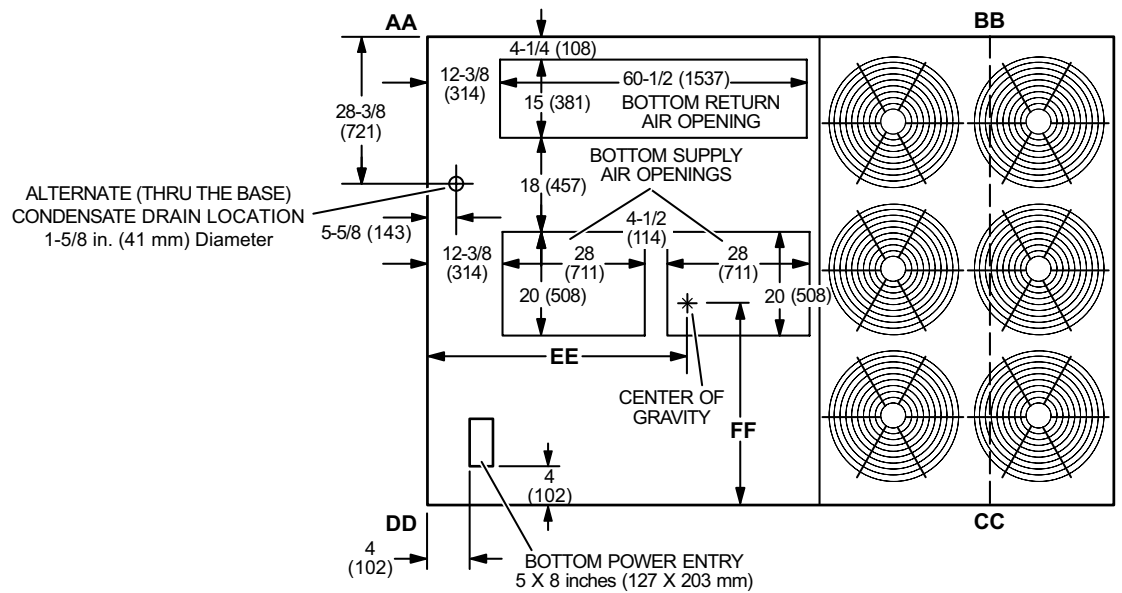 AA
BB
4-1/4 (108)
12-3/8
(314)
60-1/2 (1537)
15 (381)
BOTTOM RETURN
AIR OPENING
28-3/8
(721)
BOTTOM SUPPLY
AIR OPENINGS
18 (457)
ALTERNATE (THRU THE BASE)
CONDENSATE DRAIN LOCATION
1-5/8 in. (41 mm) Diameter
5-5/8 (143)
4-1/2
(114)
12-3/8
(314)
28
(711)
28
(711)
20 (508)
20 (508)
EE
CENTER OF
GRAVITY
FF
4
(102)
DD
CC
4
(102)
BOTTOM POWER ENTRY
5 X 8 inches (127 X 203 mm)